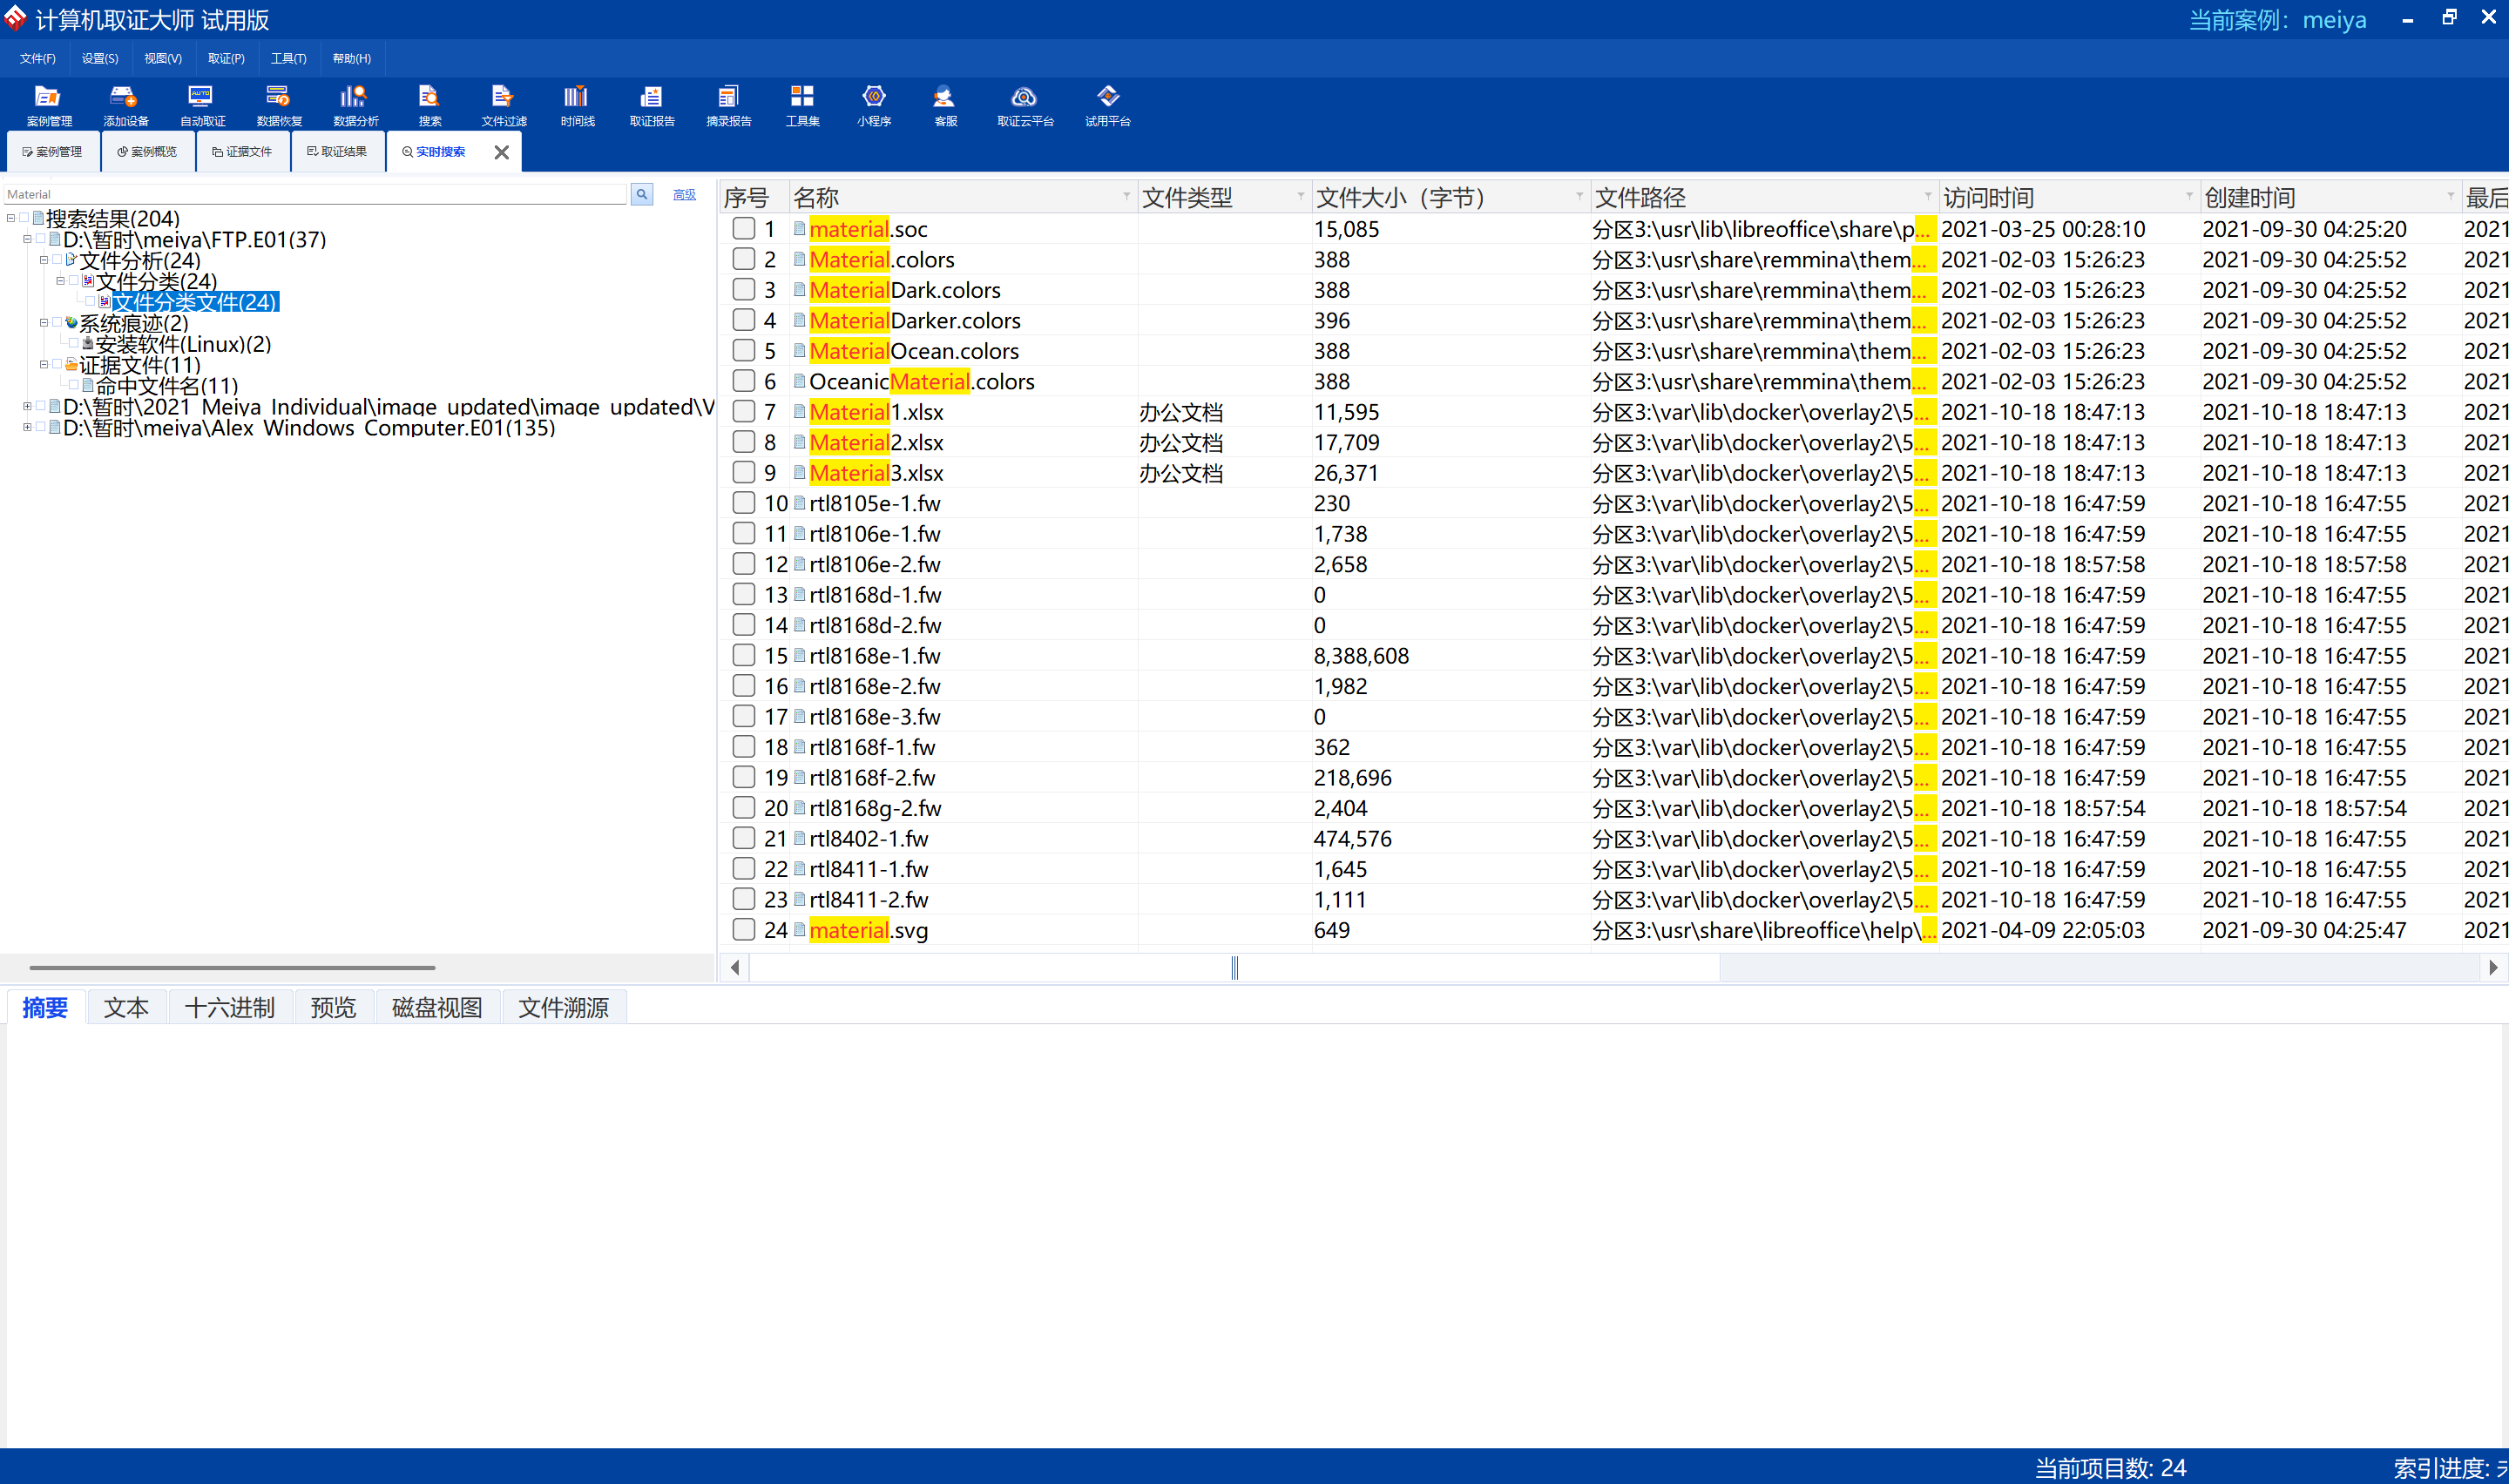 计算机取证大师 试用版
当前案例：meiya
文件(F) 设置(S) 视图(V) 取证(P) 工具(T) 帮助(H)
案例管理 添加设备 自动取证 数据恢复 数据分析 搜索 文件过滤 时间线 取证报告 摘录报告 工具集 小程序 客服 取证云平台 试用平台
案例管理 案例概览 证据文件 取证结果 实时搜索
Material 高级
搜索结果(204)
D:\暂时\meiya\FTP.E01(37)
文件分析(24)
文件分类(24)
文件分类文件(24)
系统痕迹(2)
安装软件(Linux)(2)
证据文件(11)
命中文件名(11)
D:\暂时\2021_Meiya_Individual\image_updated\image_updated\V
D:\暂时\meiya\Alex_Windows_Computer.E01(135)
序号 名称 文件类型 文件大小（字节） 文件路径 访问时间 创建时间 最后
1 material.soc 15,085 分区3:\usr\lib\libreoffice\share\p... 2021-03-25 00:28:10 2021-09-30 04:25:20 2021
2 Material.colors 388 分区3:\usr\share\remmina\them... 2021-02-03 15:26:23 2021-09-30 04:25:52 2021
3 MaterialDark.colors 388 分区3:\usr\share\remmina\them... 2021-02-03 15:26:23 2021-09-30 04:25:52 2021
4 MaterialDarker.colors 396 分区3:\usr\share\remmina\them... 2021-02-03 15:26:23 2021-09-30 04:25:52 2021
5 MaterialOcean.colors 388 分区3:\usr\share\remmina\them... 2021-02-03 15:26:23 2021-09-30 04:25:52 2021
6 OceanicMaterial.colors 388 分区3:\usr\share\remmina\them... 2021-02-03 15:26:23 2021-09-30 04:25:52 2021
7 Material1.xlsx 办公文档 11,595 分区3:\var\lib\docker\overlay2\5... 2021-10-18 18:47:13 2021-10-18 18:47:13 2021
8 Material2.xlsx 办公文档 17,709 分区3:\var\lib\docker\overlay2\5... 2021-10-18 18:47:13 2021-10-18 18:47:13 2021
9 Material3.xlsx 办公文档 26,371 分区3:\var\lib\docker\overlay2\5... 2021-10-18 18:47:13 2021-10-18 18:47:13 2021
10 rtl8105e-1.fw 230 分区3:\var\lib\docker\overlay2\5... 2021-10-18 16:47:59 2021-10-18 16:47:55 2021
11 rtl8106e-1.fw 1,738 分区3:\var\lib\docker\overlay2\5... 2021-10-18 16:47:59 2021-10-18 16:47:55 2021
12 rtl8106e-2.fw 2,658 分区3:\var\lib\docker\overlay2\5... 2021-10-18 18:57:58 2021-10-18 18:57:58 2021
13 rtl8168d-1.fw 0 分区3:\var\lib\docker\overlay2\5... 2021-10-18 16:47:59 2021-10-18 16:47:55 2021
14 rtl8168d-2.fw 0 分区3:\var\lib\docker\overlay2\5... 2021-10-18 16:47:59 2021-10-18 16:47:55 2021
15 rtl8168e-1.fw 8,388,608 分区3:\var\lib\docker\overlay2\5... 2021-10-18 16:47:59 2021-10-18 16:47:55 2021
16 rtl8168e-2.fw 1,982 分区3:\var\lib\docker\overlay2\5... 2021-10-18 16:47:59 2021-10-18 16:47:55 2021
17 rtl8168e-3.fw 0 分区3:\var\lib\docker\overlay2\5... 2021-10-18 16:47:59 2021-10-18 16:47:55 2021
18 rtl8168f-1.fw 362 分区3:\var\lib\docker\overlay2\5... 2021-10-18 16:47:59 2021-10-18 16:47:55 2021
19 rtl8168f-2.fw 218,696 分区3:\var\lib\docker\overlay2\5... 2021-10-18 16:47:59 2021-10-18 16:47:55 2021
20 rtl8168g-2.fw 2,404 分区3:\var\lib\docker\overlay2\5... 2021-10-18 18:57:54 2021-10-18 18:57:54 2021
21 rtl8402-1.fw 474,576 分区3:\var\lib\docker\overlay2\5... 2021-10-18 16:47:59 2021-10-18 16:47:55 2021
22 rtl8411-1.fw 1,645 分区3:\var\lib\docker\overlay2\5... 2021-10-18 16:47:59 2021-10-18 16:47:55 2021
23 rtl8411-2.fw 1,111 分区3:\var\lib\docker\overlay2\5... 2021-10-18 16:47:59 2021-10-18 16:47:55 2021
24 material.svg 649 分区3:\usr\share\libreoffice\help\... 2021-04-09 22:05:03 2021-09-30 04:25:47 2021
摘要 文本 十六进制 预览 磁盘视图 文件溯源
当前项目数: 24 索引进度: